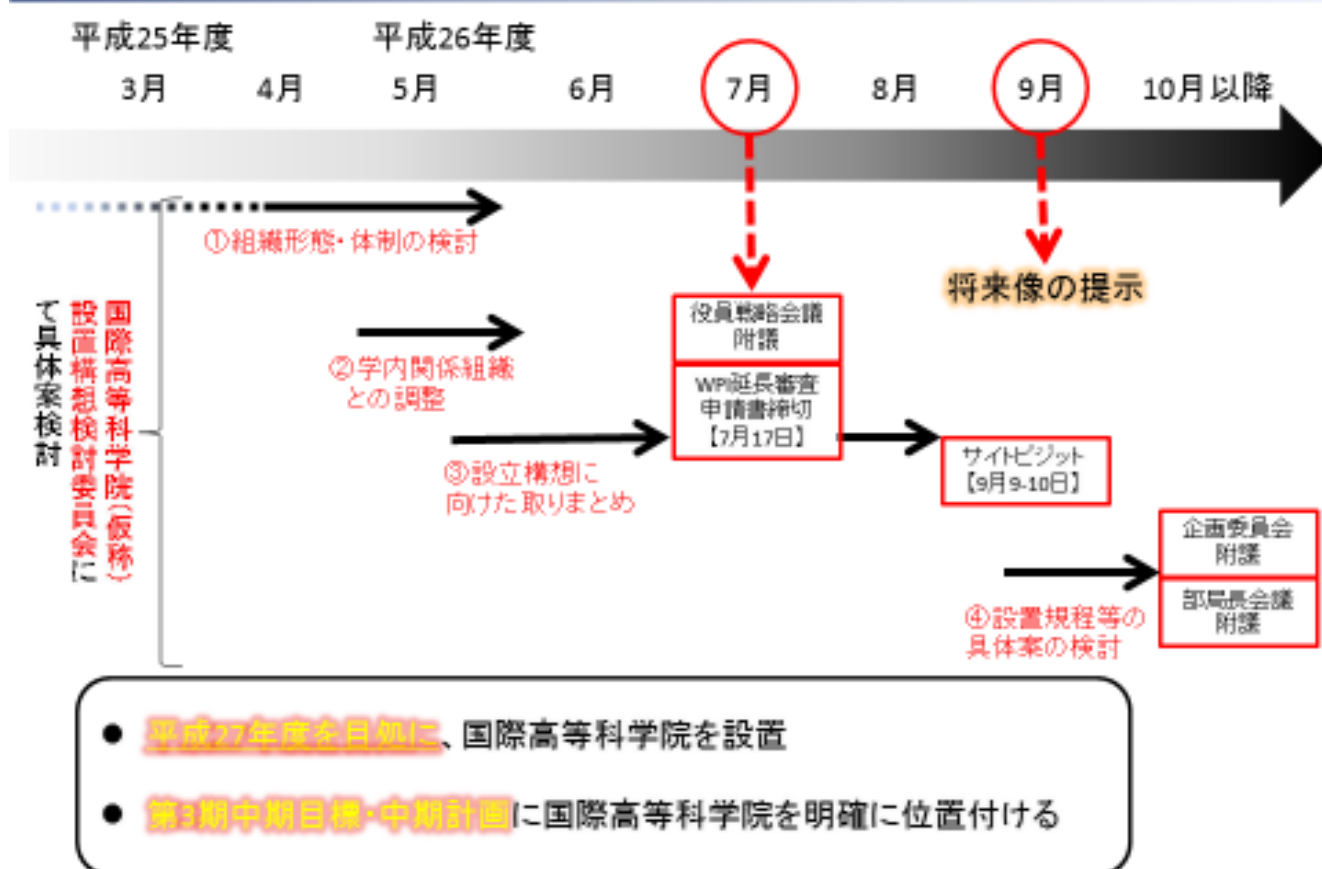 平成25年度 平成26年度
3月 4月 5月 6月 7月 8月 9月 10月以降
①組織形態・体制の検討
将来像の提示
国際高等科学院(仮称)
設置構想検討委員会に
て具体案検討
役員戦略会議
附議
②学内関係組織
との調整
WPI延長審査
申請書締切
【7月17日】
③設立構想に
向けた取りまとめ
サイトビジット
【9月9-10日】
企画委員会
附議
④設置規程等の
具体案の検討
部局長会議
附議
● 平成27年度を目処に、国際高等科学院を設置
● 第3期中期目標・中期計画に国際高等科学院を明確に位置付ける